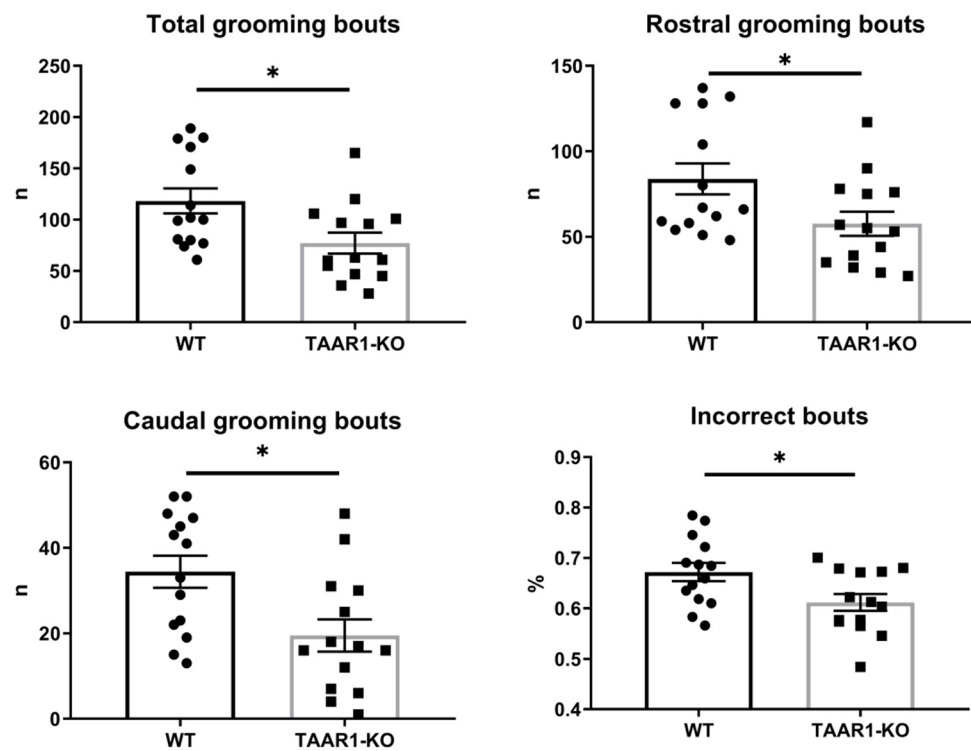 Total grooming bouts
250
200
150
100
50
0
n
*
WT
TAAR1-KO
Rostral grooming bouts
150
100
50
0
n
*
WT
TAAR1-KO
Caudal grooming bouts
60
40
20
0
n
*
WT
TAAR1-KO
Incorrect bouts
0.9
0.8
0.7
0.6
0.5
0.4
%
*
WT
TAAR1-KO